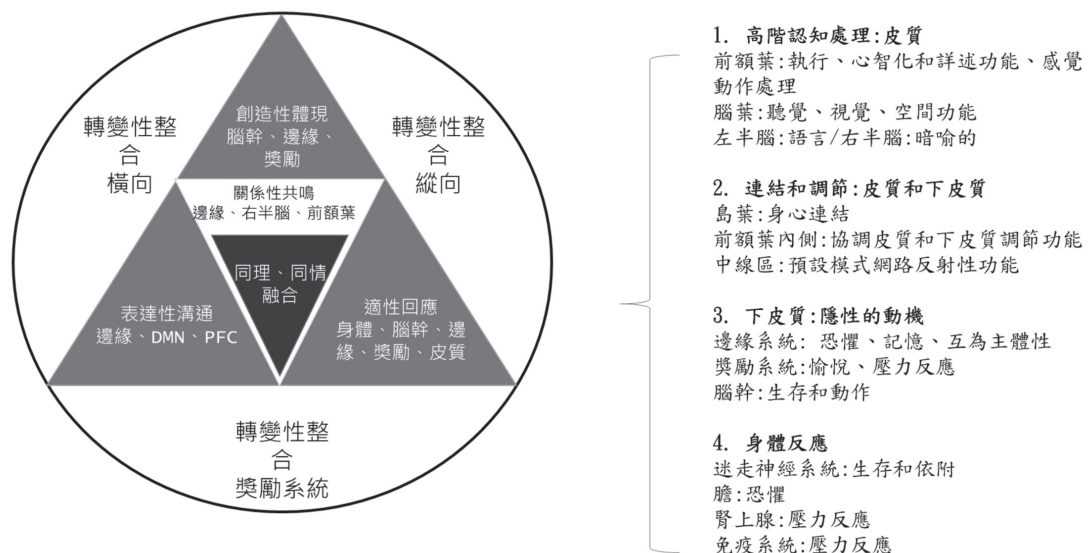 轉變性整
合
橫向
創造性體現
腦幹、邊緣、
獎勵
轉變性整
合
縱向
關係性共鳴
邊緣、右半腦、前額葉
同理、同情
融合
表達性溝通
邊緣、DMN、PFC
適性回應
身體、腦幹、邊
緣、獎勵、皮質
轉變性整
合
獎勵系統
1. 高階認知處理:皮質
前額葉:執行、心智化和詳述功能、感覺
動作處理
腦葉:聽覺、視覺、空間功能
左半腦:語言/右半腦:暗喻的
2. 連結和調節:皮質和下皮質
島葉:身心連結
前額葉內側:協調皮質和下皮質調節功能
中線區:預設模式網路反射性功能
3. 下皮質:隱性的動機
邊緣系統: 恐懼、記憶、互為主體性
獎勵系統:愉悅、壓力反應
腦幹:生存和動作
4. 身體反應
迷走神經系統:生存和依附
膽:恐懼
腎上腺:壓力反應
免疫系統:壓力反應